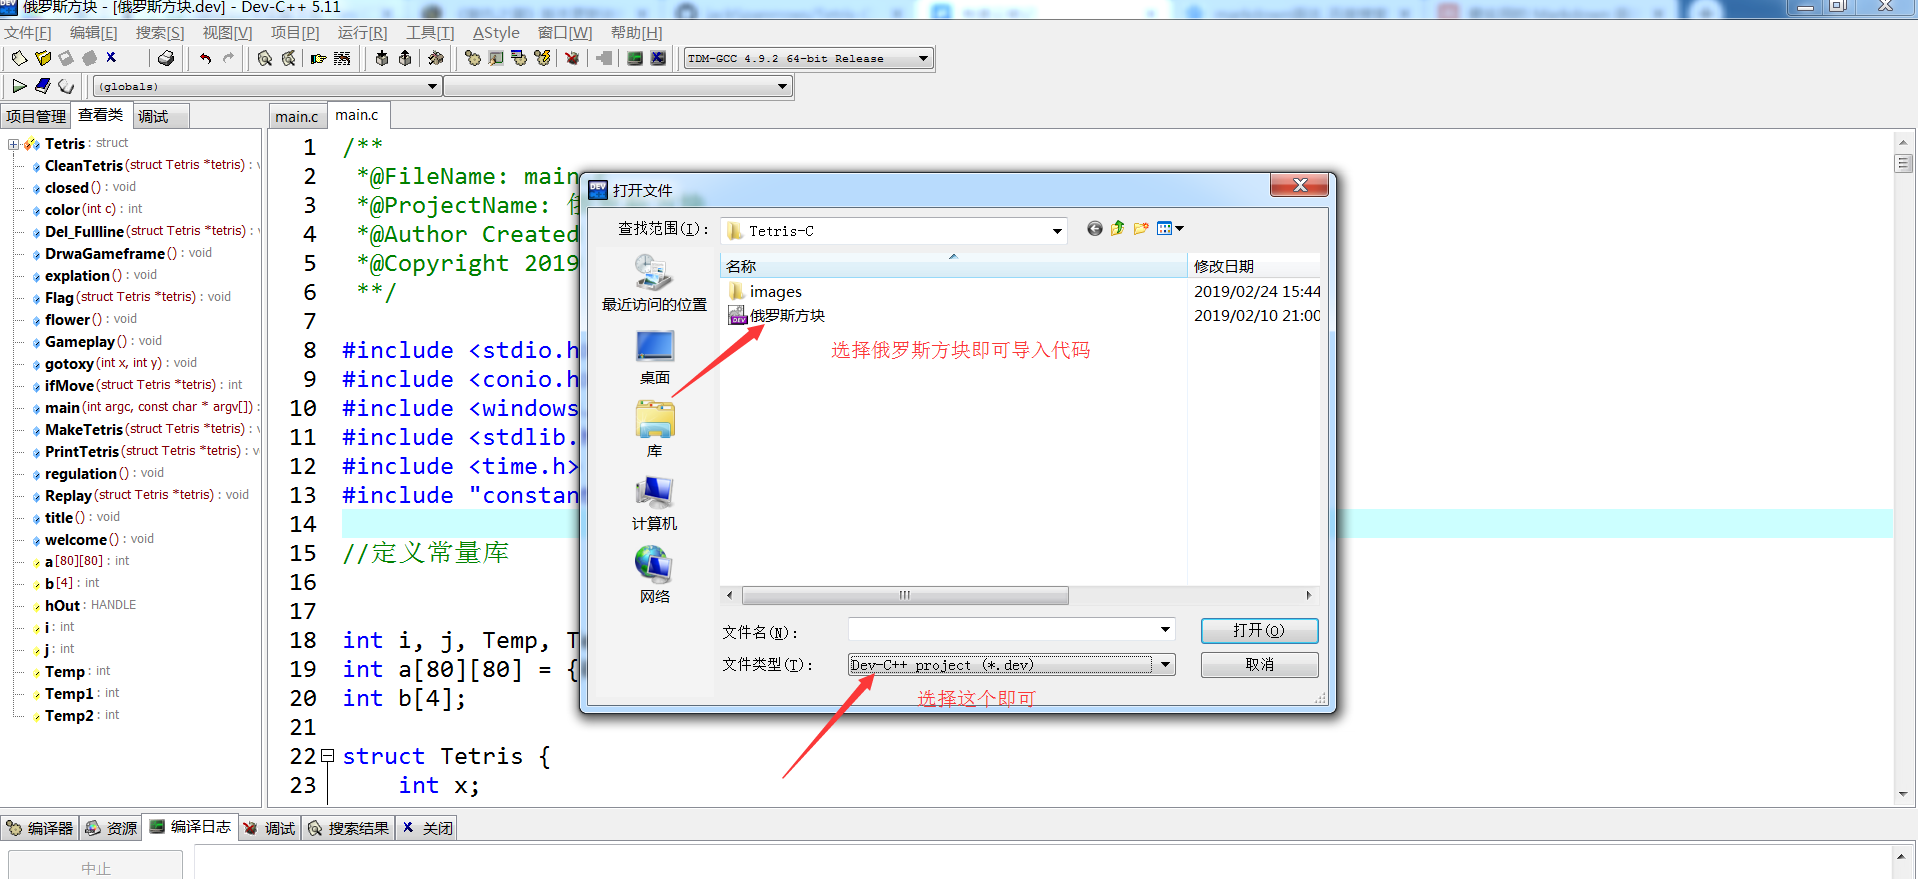 俄罗斯方块 - [俄罗斯方块.dev] - Dev-C++ 5.11
文件[F] 编辑[E] 搜索[S] 视图[V] 项目[P] 运行[R] 工具[T] AStyle 窗口[W] 帮助[H]
TDM-GCC 4.9.2 64-bit Release
(globals)
项目管理 查看类 调试
main.c main.c
Tetris : struct
CleanTetris (struct Tetris *tetris) :
closed () : void
color (int c) : int
Del_Fullline (struct Tetris *tetris) :
DrwaGameframe () : void
explation () : void
Flag (struct Tetris *tetris) : void
flower () : void
Gameplay () : void
gotoxy (int x, int y) : void
ifMove (struct Tetris *tetris) : int
main (int argc, const char * argv[]) :
MakeTetris (struct Tetris *tetris) :
PrintTetris (struct Tetris *tetris) : v
regulation () : void
Replay (struct Tetris *tetris) : void
title () : void
welcome () : void
a [80][80] : int
b [4] : int
hOut : HANDLE
i : int
j : int
Temp : int
Temp1 : int
Temp2 : int
1 /**
2 *@FileName: main
3 *@ProjectName:
4 *@Author Created
5 *@Copyright 2019
6 **/
7
8 #include <stdio.h
9 #include <conio.h
10 #include <windows
11 #include <stdlib.
12 #include <time.h>
13 #include "constan
14
15 //定义常量库
16
17
18 int i, j, Temp, T
19 int a[80][80] = {
20 int b[4];
21
22 struct Tetris {
23 int x;
打开文件
查找范围(I): Tetris-C
名称 修改日期
images 2019/02/24 15:44
俄罗斯方块 2019/02/10 21:00
选择俄罗斯方块即可导入代码
最近访问的位置
桌面
库
计算机
网络
文件名(N): 打开(O)
文件类型(T): Dev-C++ project (*.dev) 取消
选择这个即可
编译器 资源 编译日志 调试 搜索结果 关闭
中止